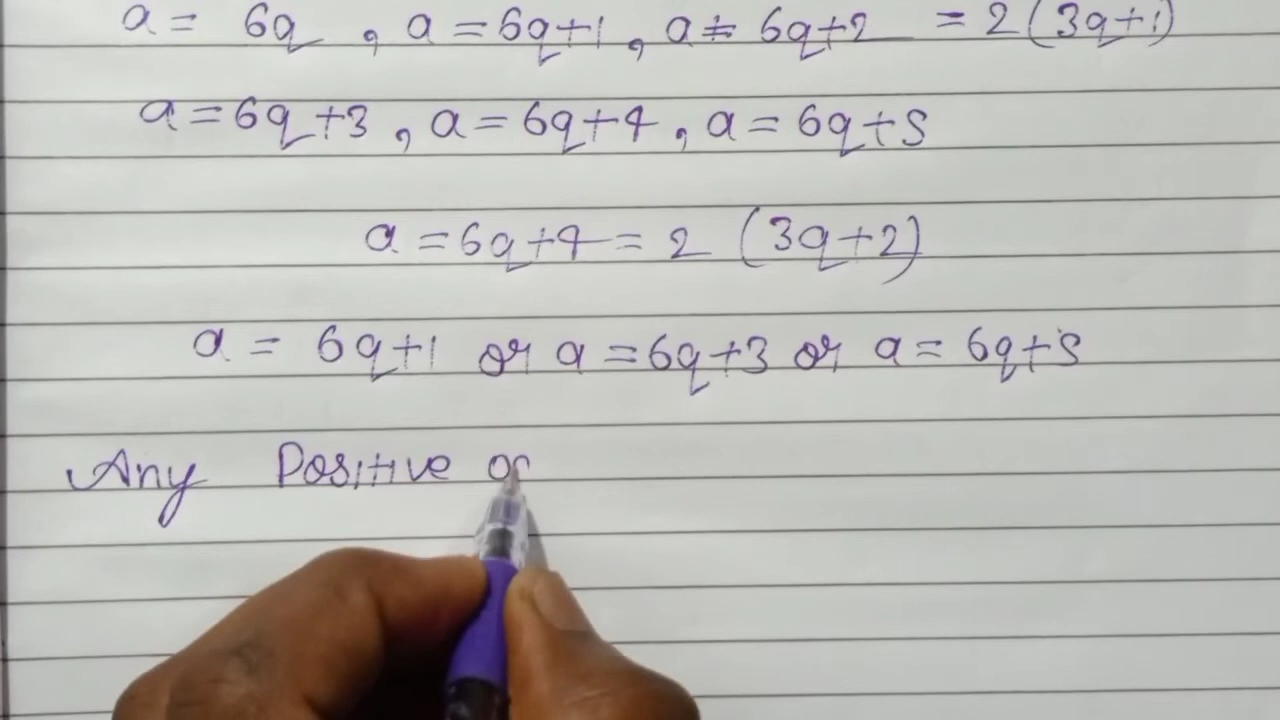 a = 6q , a = 6q+1 , a = 6q+2 = 2 (3q+1)
a = 6q+3 , a = 6q+4 , a = 6q+5
a = 6q+4 = 2 (3q+2)
a = 6q+1 or a = 6q+3 or a = 6q+5
Any Positive